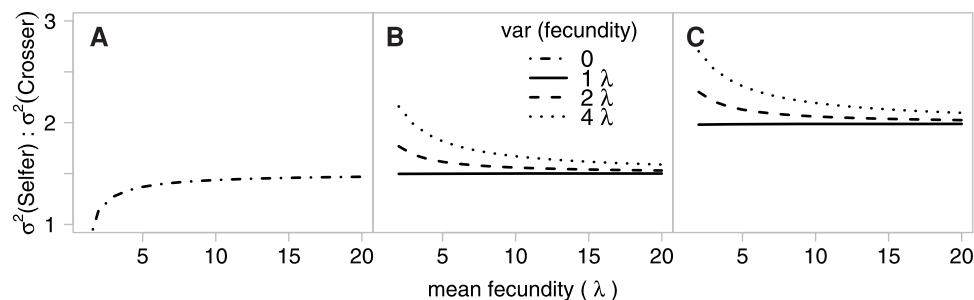 σ²(Selfer) : σ²(Crosser)
3
2
1
A
B
C
var (fecundity)
0
1 λ
2 λ
4 λ
5 10 15 20
5 10 15 20
5 10 15 20
mean fecundity ( λ )